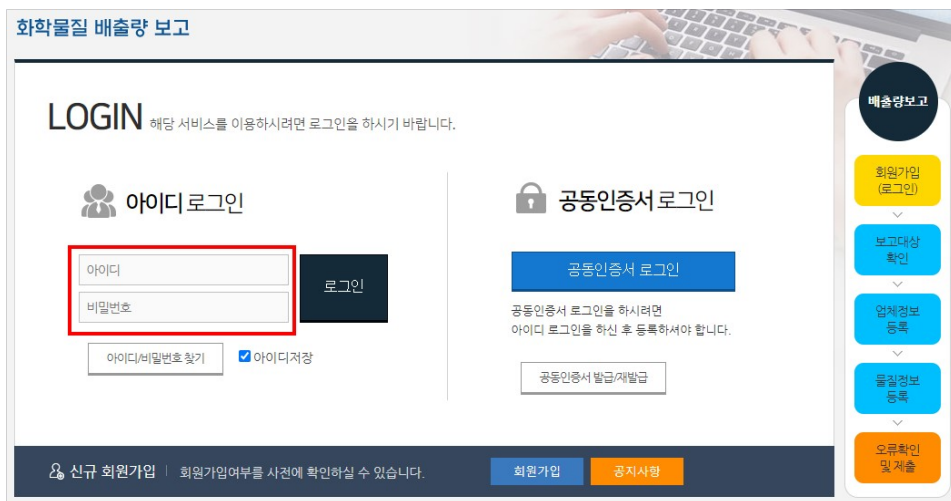 화학물질 배출량 보고
LOGIN 해당 서비스를 이용하시려면 로그인을 하시기 바랍니다.
아이디 로그인
아이디
비밀번호
로그인
아이디/비밀번호 찾기
아이디저장
공동인증서 로그인
공동인증서 로그인
공동인증서 로그인을 하시려면
아이디 로그인을 하신 후 등록하셔야 합니다.
공동인증서 발급/재발급
신규 회원가입
회원가입여부를 사전에 확인하실 수 있습니다.
회원가입
공지사항
배출량보고
회원가입
(로그인)
보고대상
확인
업체정보
등록
물질정보
등록
오류확인
및 제출